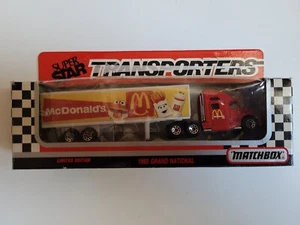 SUPER
STAR
TRANSPORTERS
McDonald's
LIMITED EDITION
1993 GRAND NATIONAL
MATCHBOX